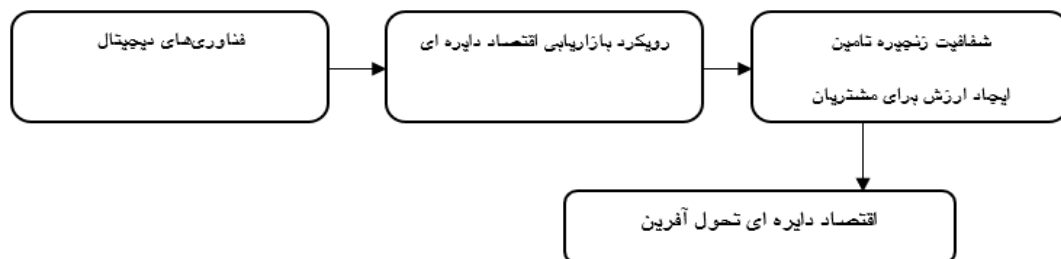 فناوری‌های دیجیتال
رویکرد بازاریابی اقتصاد دایره ای
شفافیت زنجیره تامین
ایجاد ارزش برای مشتریان
اقتصاد دایره ای تحول آفرین